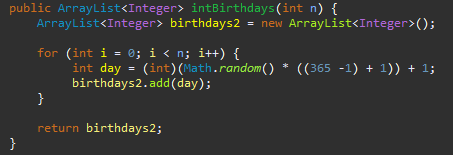 public ArrayList<Integer> intBirthdays(int n) {
    ArrayList<Integer> birthdays2 = new ArrayList<Integer>();

    for (int i = 0; i < n; i++) {
        int day = (int)(Math.random() * ((365 -1) + 1)) + 1;
        birthdays2.add(day);
    }

    return birthdays2;
}